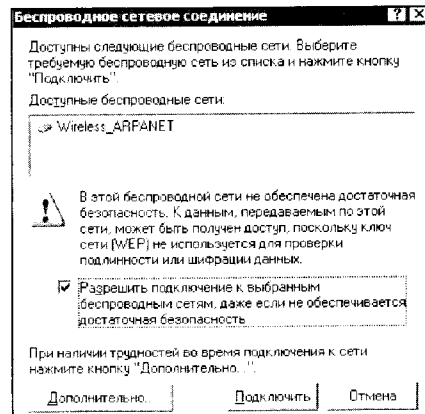 Беспроводное сетевое соединение
Доступны следующие беспроводные сети. Выберите
требуемую беспроводную сеть из списка и нажмите кнопку
"Подключить".
Доступные беспроводные сети:
Wireless_ARPANET
В этой беспроводной сети не обеспечена достаточная
безопасность. К данным, передаваемым по этой
сети, может быть получен доступ, поскольку ключ
сети (WEP) не используется для проверки
подлинности или шифрации данных.
Разрешить подключение к выбранным
беспроводным сетям, даже если не обеспечивается
достаточная безопасность
При наличии трудностей во время подключения к сети
нажмите кнопку "Дополнительно...".
Дополнительно... Подключить Отмена